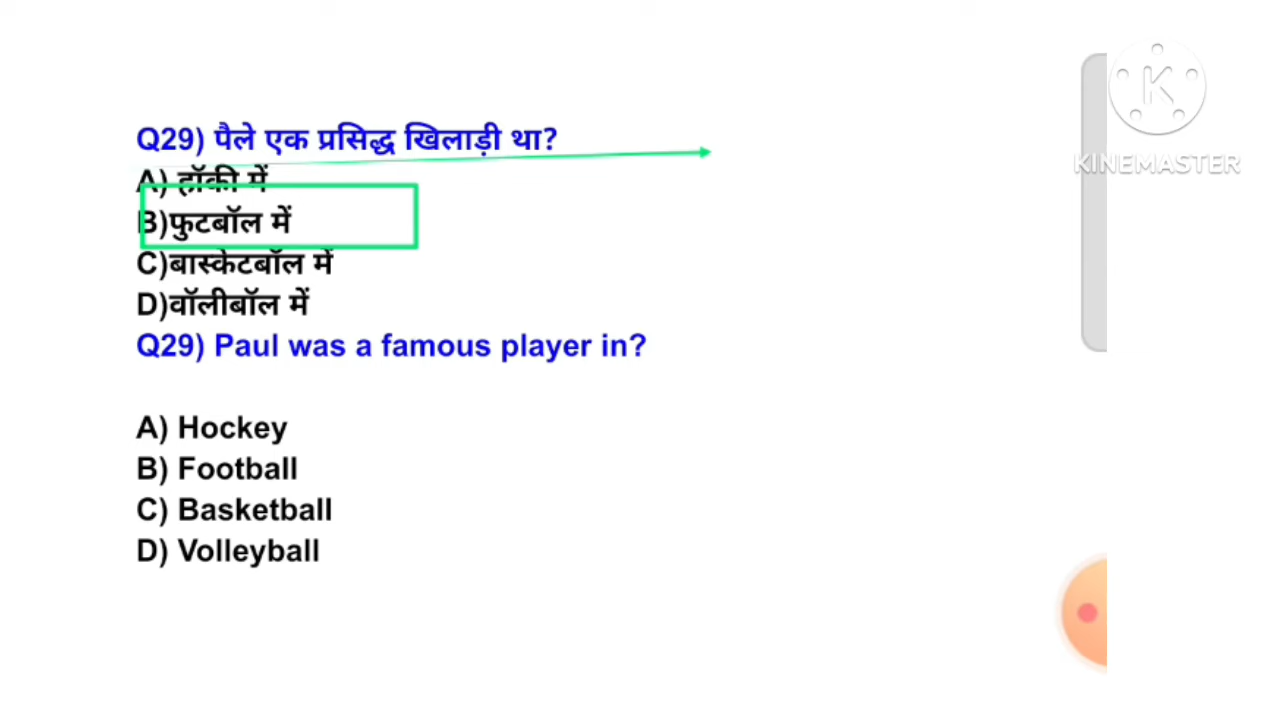 Q29) पैले एक प्रसिद्ध खिलाड़ी था?
A) हॉकी में
B)फुटबॉल में
C)बास्केटबॉल में
D)वॉलीबॉल में
Q29) Paul was a famous player in?
A) Hockey
B) Football
C) Basketball
D) Volleyball
K
KINEMASTER